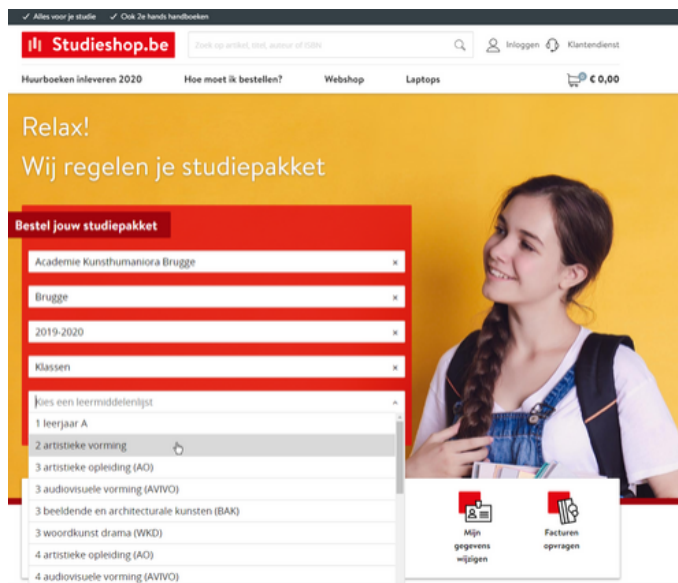 Alles voor je studie Ook 2e hands handboeken
Studieshop.be
Zoek op artikel, titel, auteur of ISBN
Inloggen Klantendienst
Huurboeken inleveren 2020 Hoe moet ik bestellen? Webshop Laptops € 0,00
Relax!
Wij regelen je studiepakket
Bestel jouw studiepakket
Academie Kunsthumaniora Brugge
Brugge
2019-2020
Klassen
Kies een leermiddelenlijst
1 leerjaar A
2 artistieke vorming
3 artistieke opleiding (AO)
3 audiovisuele vorming (AVIVO)
3 beeldende en architecturale kunsten (BAK)
3 woordkunst drama (WKD)
4 artistieke opleiding (AO)
4 audiovisuele vorming (AVIVO)
Mijn
gegevens
wijzigen
Facturen
opvragen